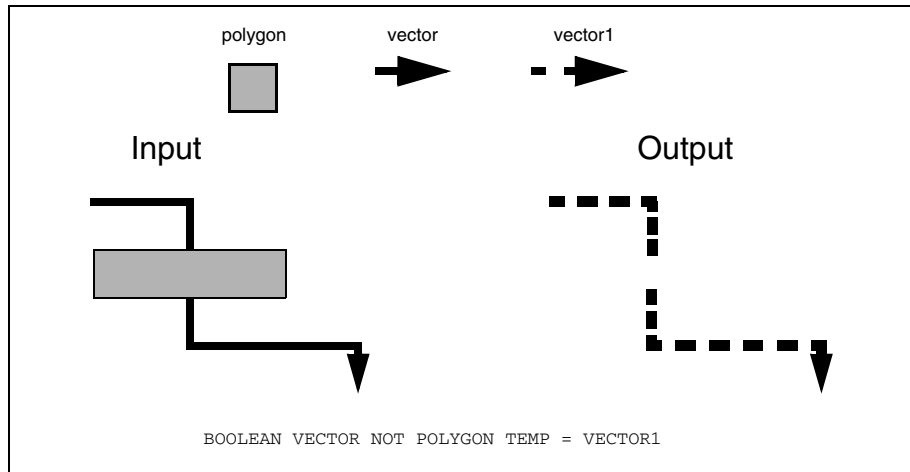 polygon vector vector1
Input Output
BOOLEAN VECTOR NOT POLYGON TEMP = VECTOR1